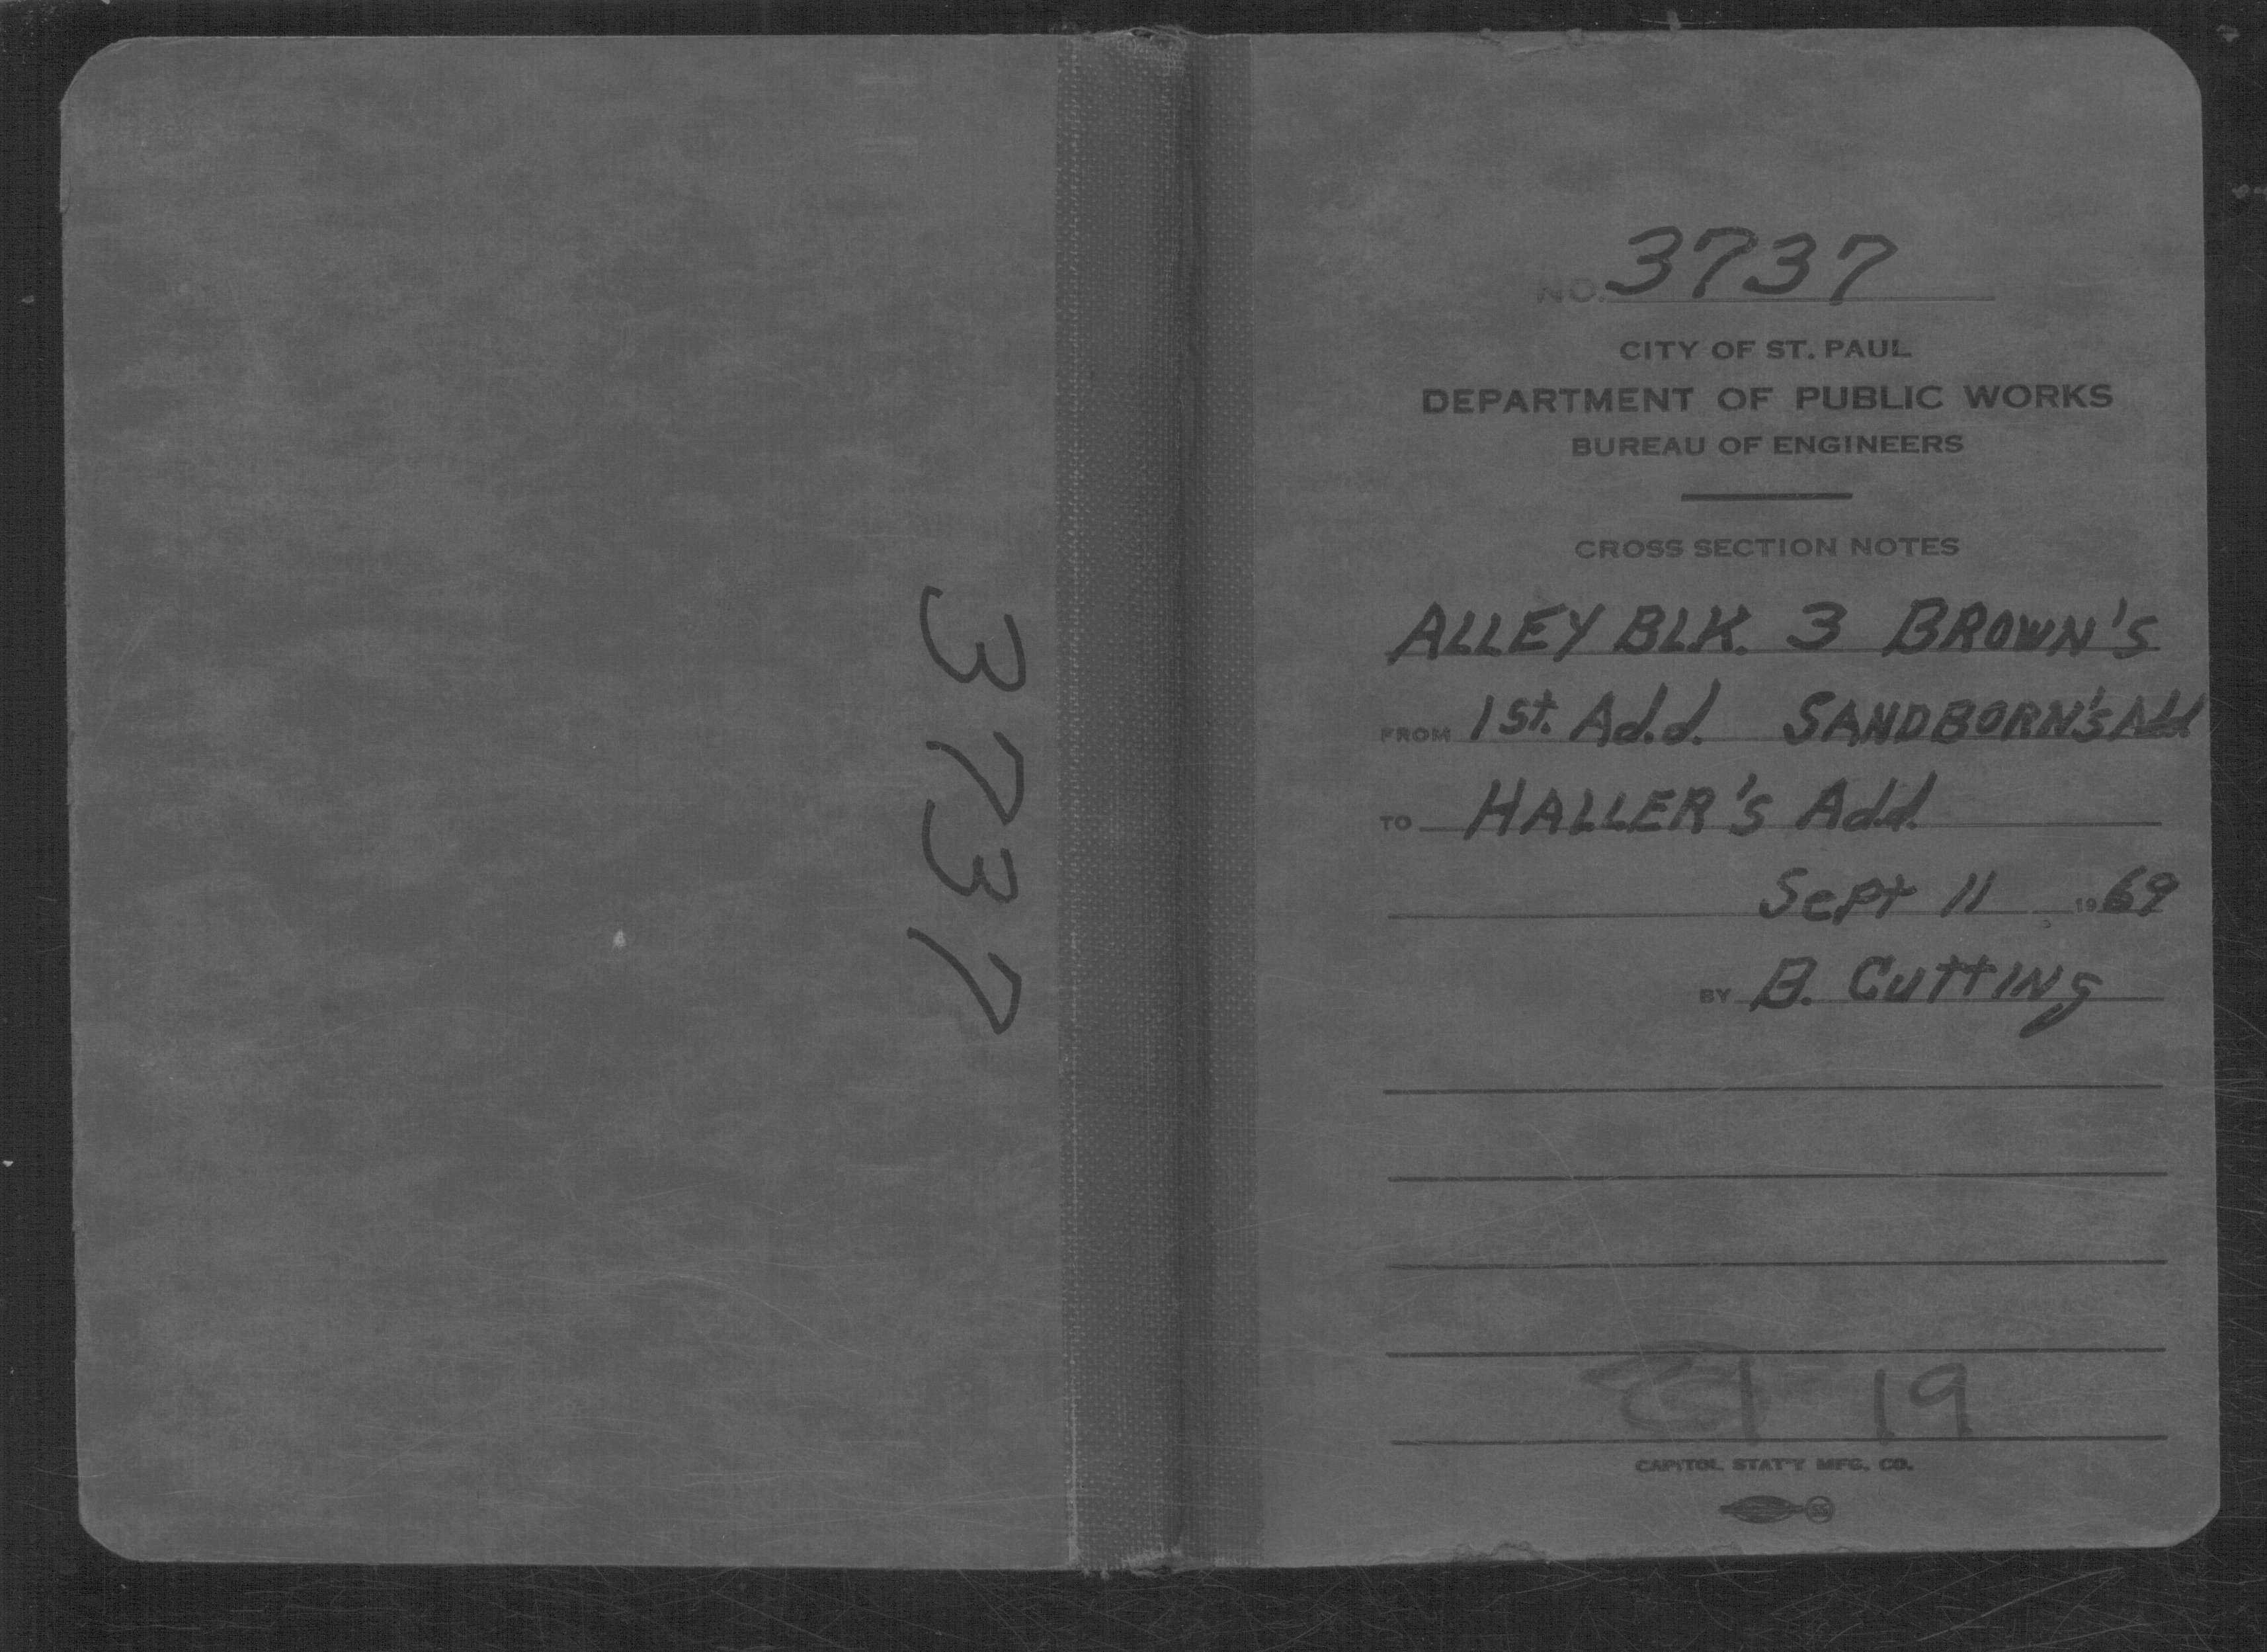 3737
NO. 3737
CITY OF ST. PAUL
DEPARTMENT OF PUBLIC WORKS
BUREAU OF ENGINEERS
CROSS SECTION NOTES
ALLEY BLK. 3 BROWN'S
FROM 1st. Ad.d. SANDBORN'S Add
TO HALLER'S Add.
Sept 11 1969
BY B. CuttING
19
CAPITOL STAT'Y MFG. CO.